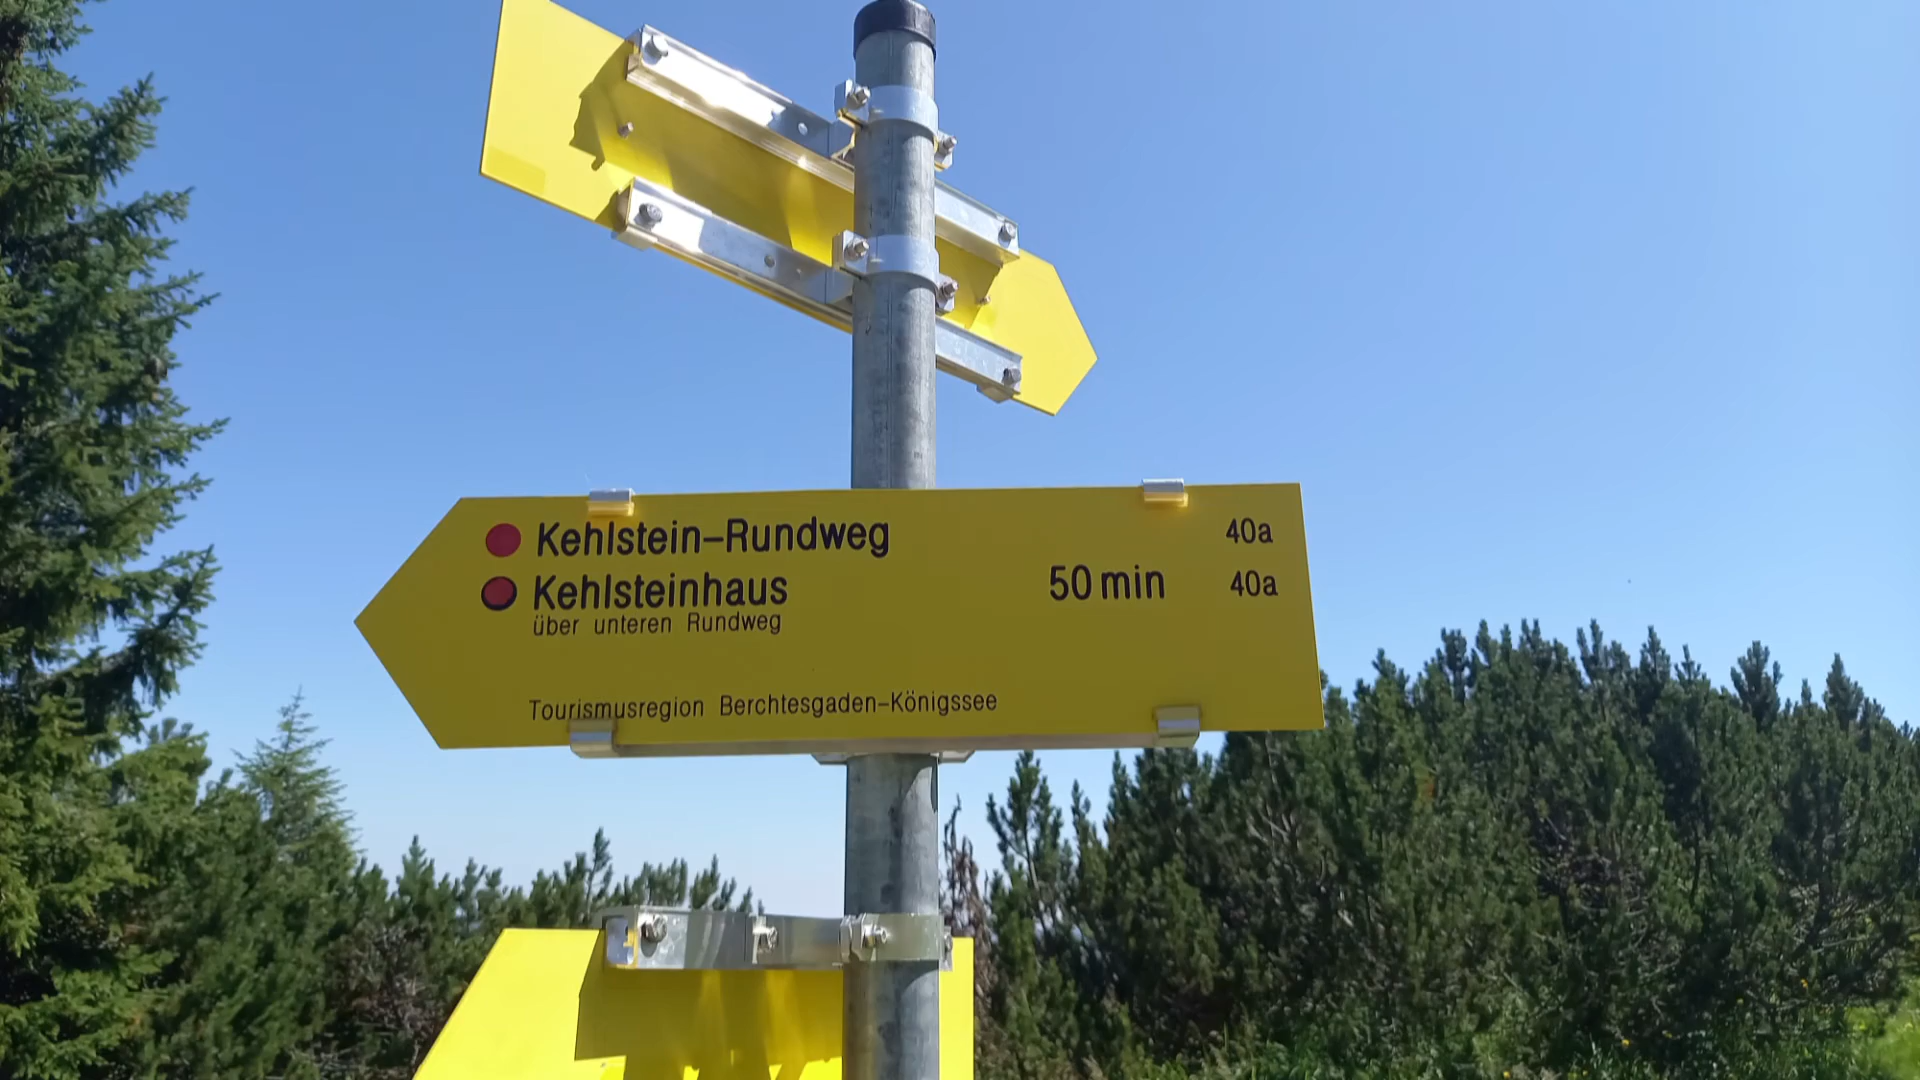 Kehlstein-Rundweg 40a
Kehlsteinhaus 50 min 40a
über unteren Rundweg
Tourismusregion Berchtesgaden-Königssee